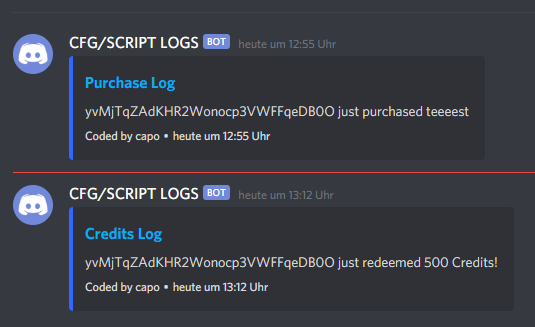 CFG/SCRIPT LOGS BOT heute um 12:55 Uhr
Purchase Log
yvMjTqZAdKHR2Wonocp3VWFFqeDB0O just purchased teeeest
Coded by capo • heute um 12:55 Uhr
CFG/SCRIPT LOGS BOT heute um 13:12 Uhr
Credits Log
yvMjTqZAdKHR2Wonocp3VWFFqeDB0O just redeemed 500 Credits!
Coded by capo • heute um 13:12 Uhr